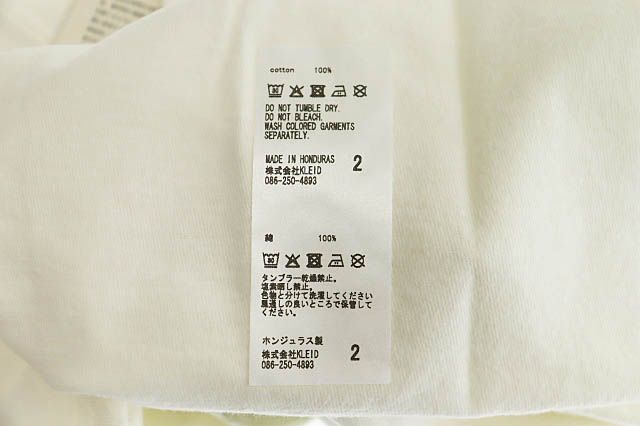 cotton 100%
DO NOT TUMBLE DRY.
DO NOT BLEACH.
WASH COLORED GARMENTS
SEPARATELY.
MADE IN HONDURAS 2
株式会社KLEID
086-250-4893
綿 100%
タンブラー乾燥禁止。
塩素晒し禁止。
色物と分けて洗濯してください
風通しの良いところで保管して
ください。
ホンジュラス製
株式会社KLEID 2
086-250-4893